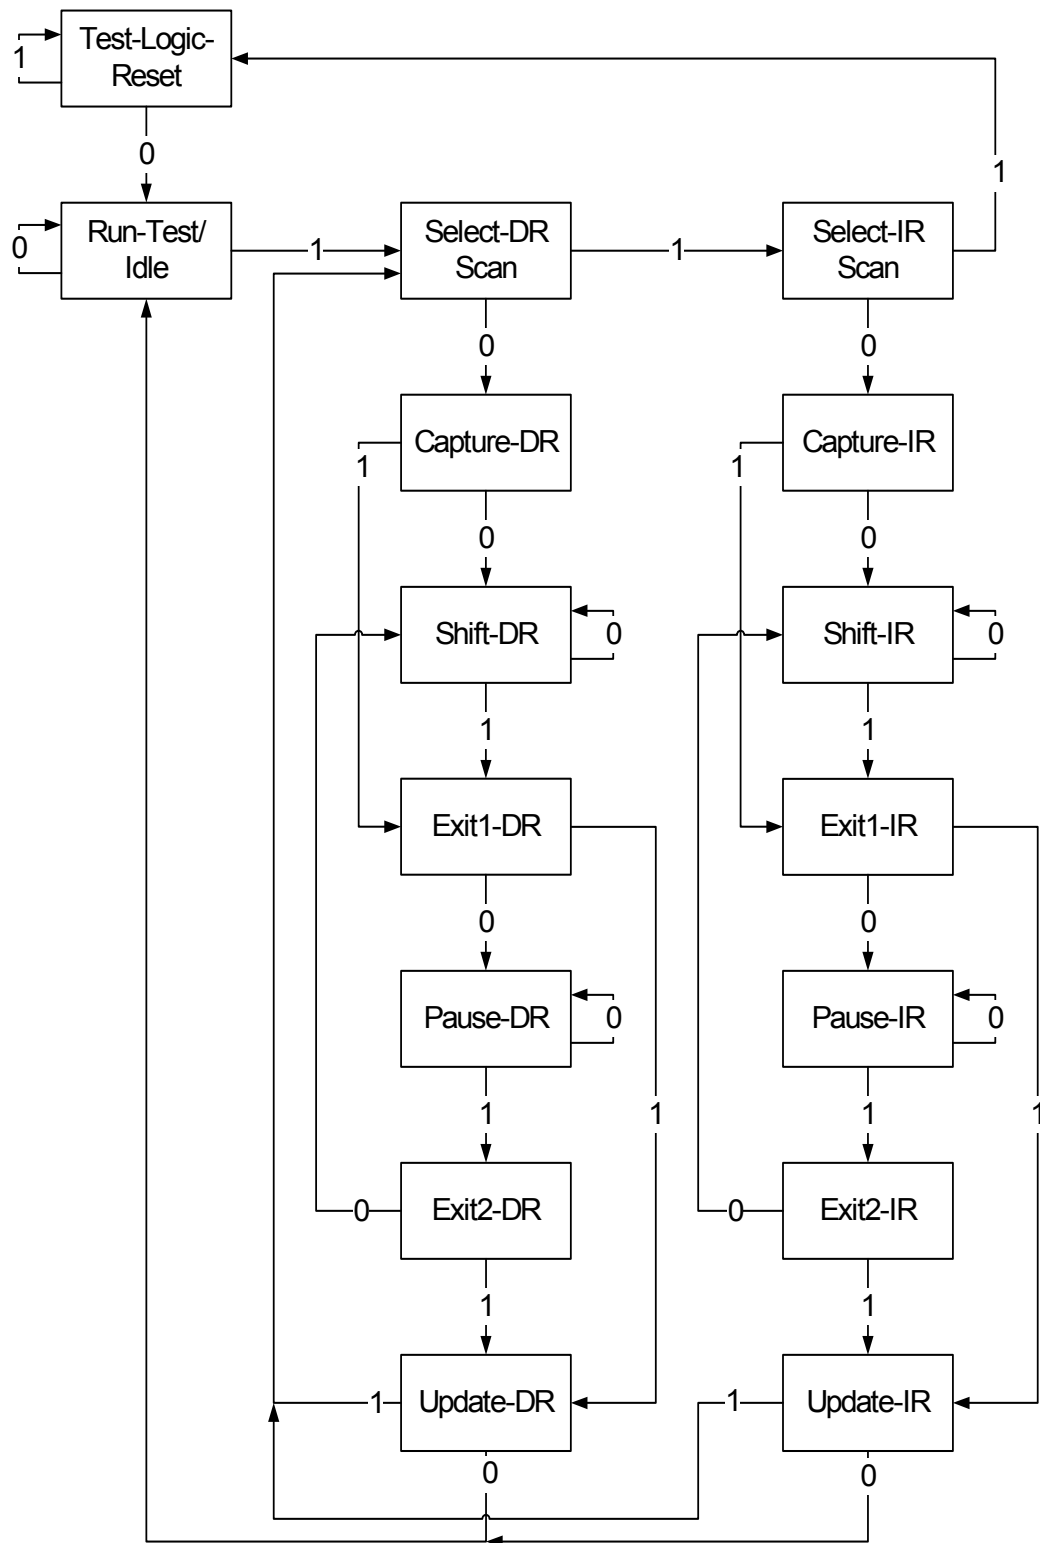 Test-Logic-
Reset
1
0
1
Run-Test/
Idle
0
1
Select-DR
Scan
1
Select-IR
Scan
0
0
Capture-DR
1
Capture-IR
1
0
0
Shift-DR
0
Shift-IR
0
1
1
Exit1-DR
Exit1-IR
0
0
Pause-DR
0
Pause-IR
0
1
1
1
1
Exit2-DR
0
Exit2-IR
0
1
1
Update-DR
1
Update-IR
1
0
0